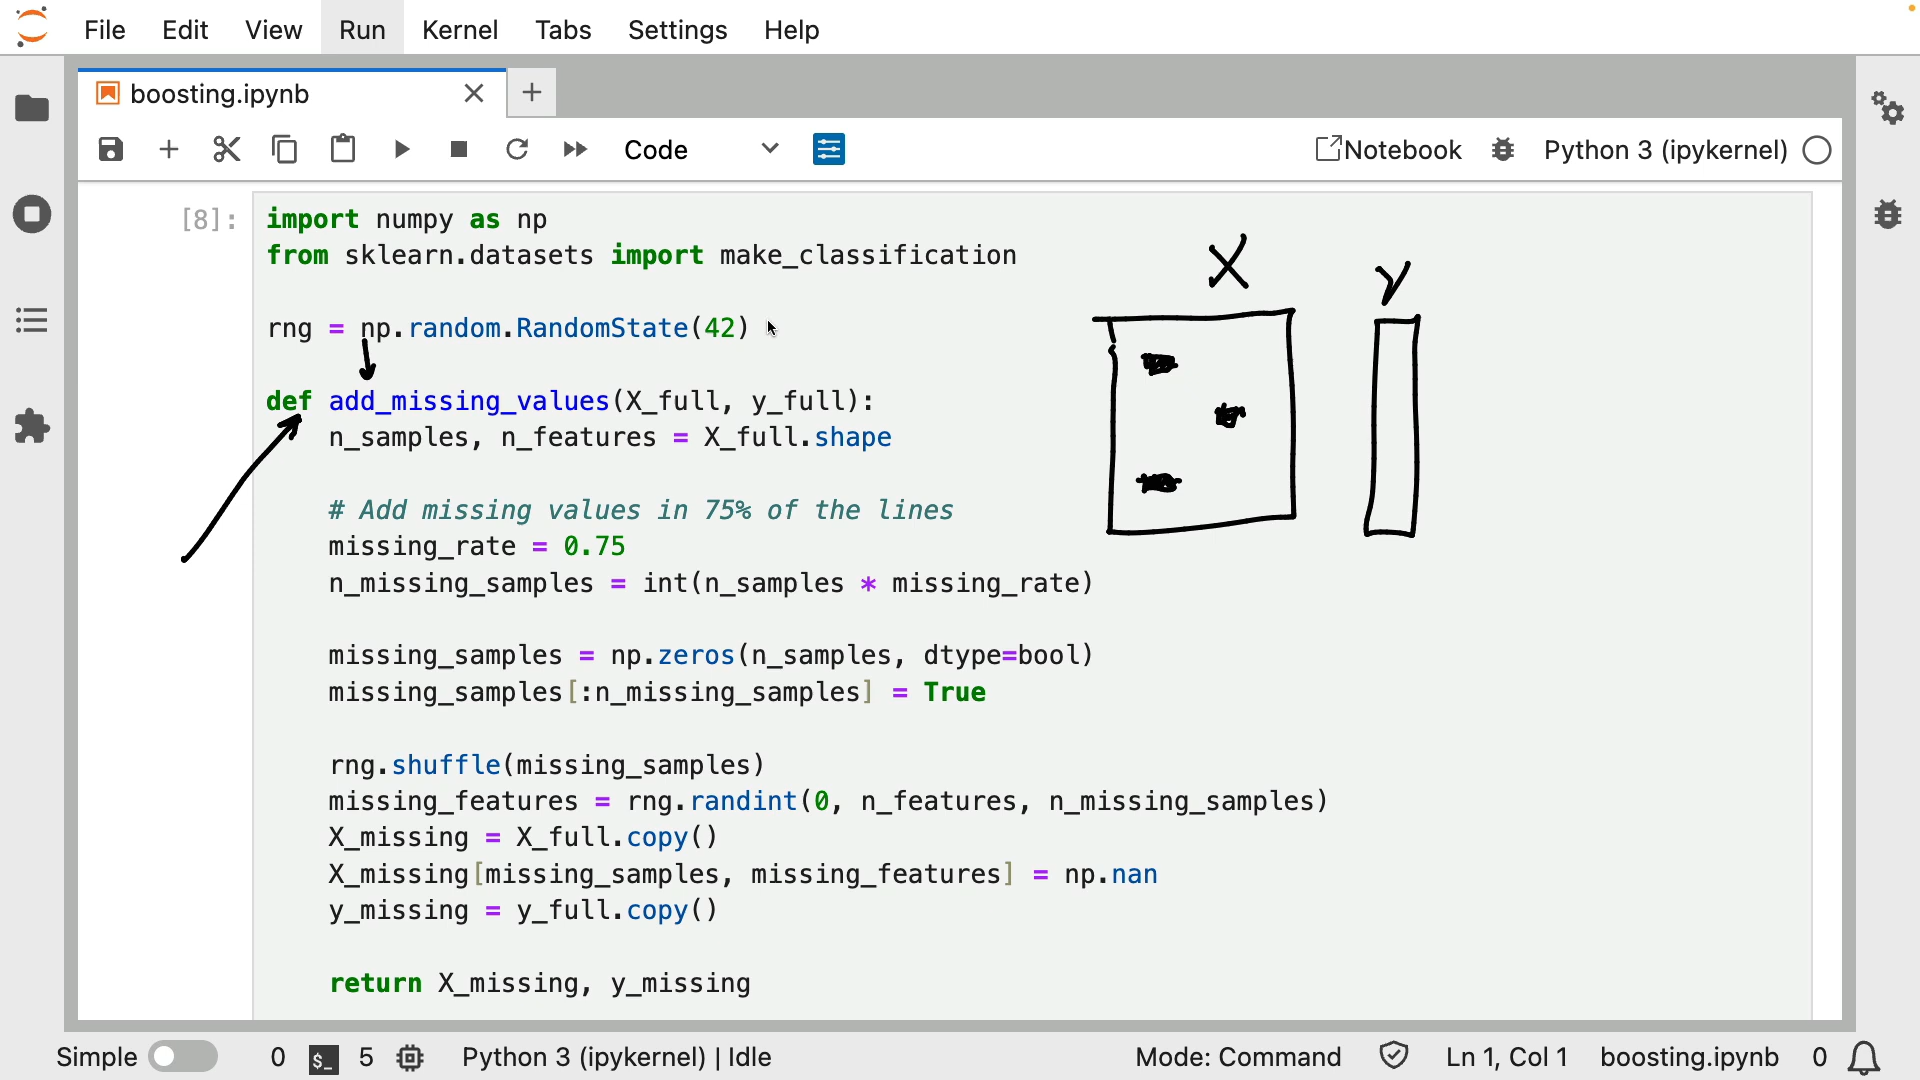 File Edit View Run Kernel Tabs Settings Help
boosting.ipynb
Code
Notebook
Python 3 (ipykernel)
[8]:
import numpy as np
from sklearn.datasets import make_classification
rng = np.random.RandomState(42)
def add_missing_values(X_full, y_full):
n_samples, n_features = X_full.shape
# Add missing values in 75% of the lines
missing_rate = 0.75
n_missing_samples = int(n_samples * missing_rate)
missing_samples = np.zeros(n_samples, dtype=bool)
missing_samples[:n_missing_samples] = True
rng.shuffle(missing_samples)
missing_features = rng.randint(0, n_features, n_missing_samples)
X_missing = X_full.copy()
X_missing[missing_samples, missing_features] = np.nan
y_missing = y_full.copy()
return X_missing, y_missing
X
y
Simple 0 $_ 5 Python 3 (ipykernel) | Idle Mode: Command Ln 1, Col 1 boosting.ipynb 0